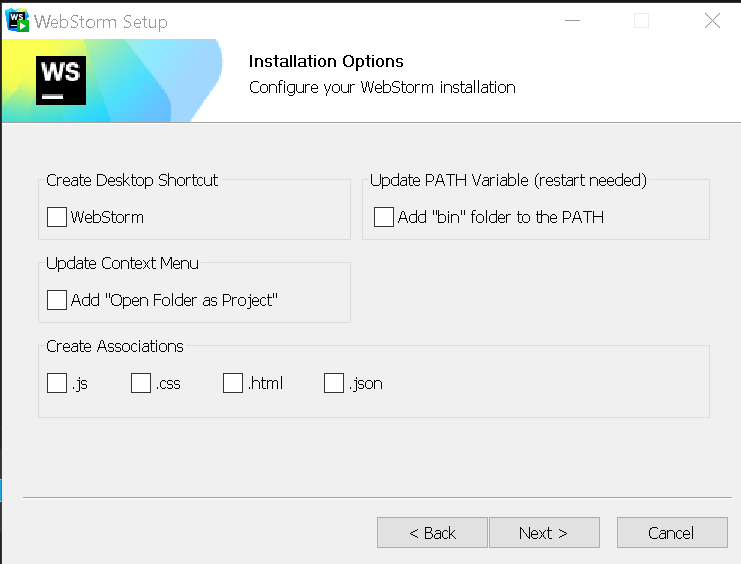 WebStorm Setup
WS
Installation Options
Configure your WebStorm installation
Create Desktop Shortcut
WebStorm
Update PATH Variable (restart needed)
Add "bin" folder to the PATH
Update Context Menu
Add "Open Folder as Project"
Create Associations
.js .css .html .json
< Back Next > Cancel